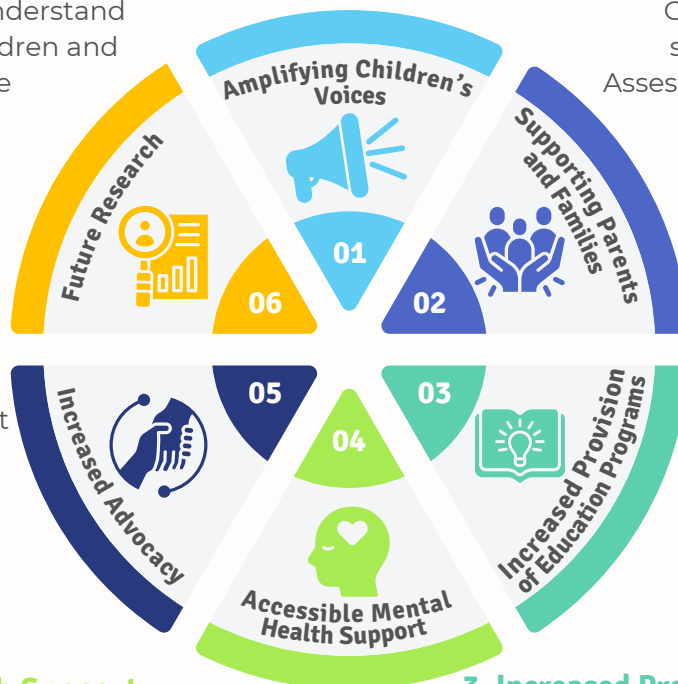 nderstand
dren and
e
Asses
Amplifying Children's
Voices
01
Supporting Parents
and Families
02
Increased Provision
of Education Programs
03
04
Accessible Mental
Health Support
05
Increased Advocacy
t
06
Future Research
3. Increased Pro